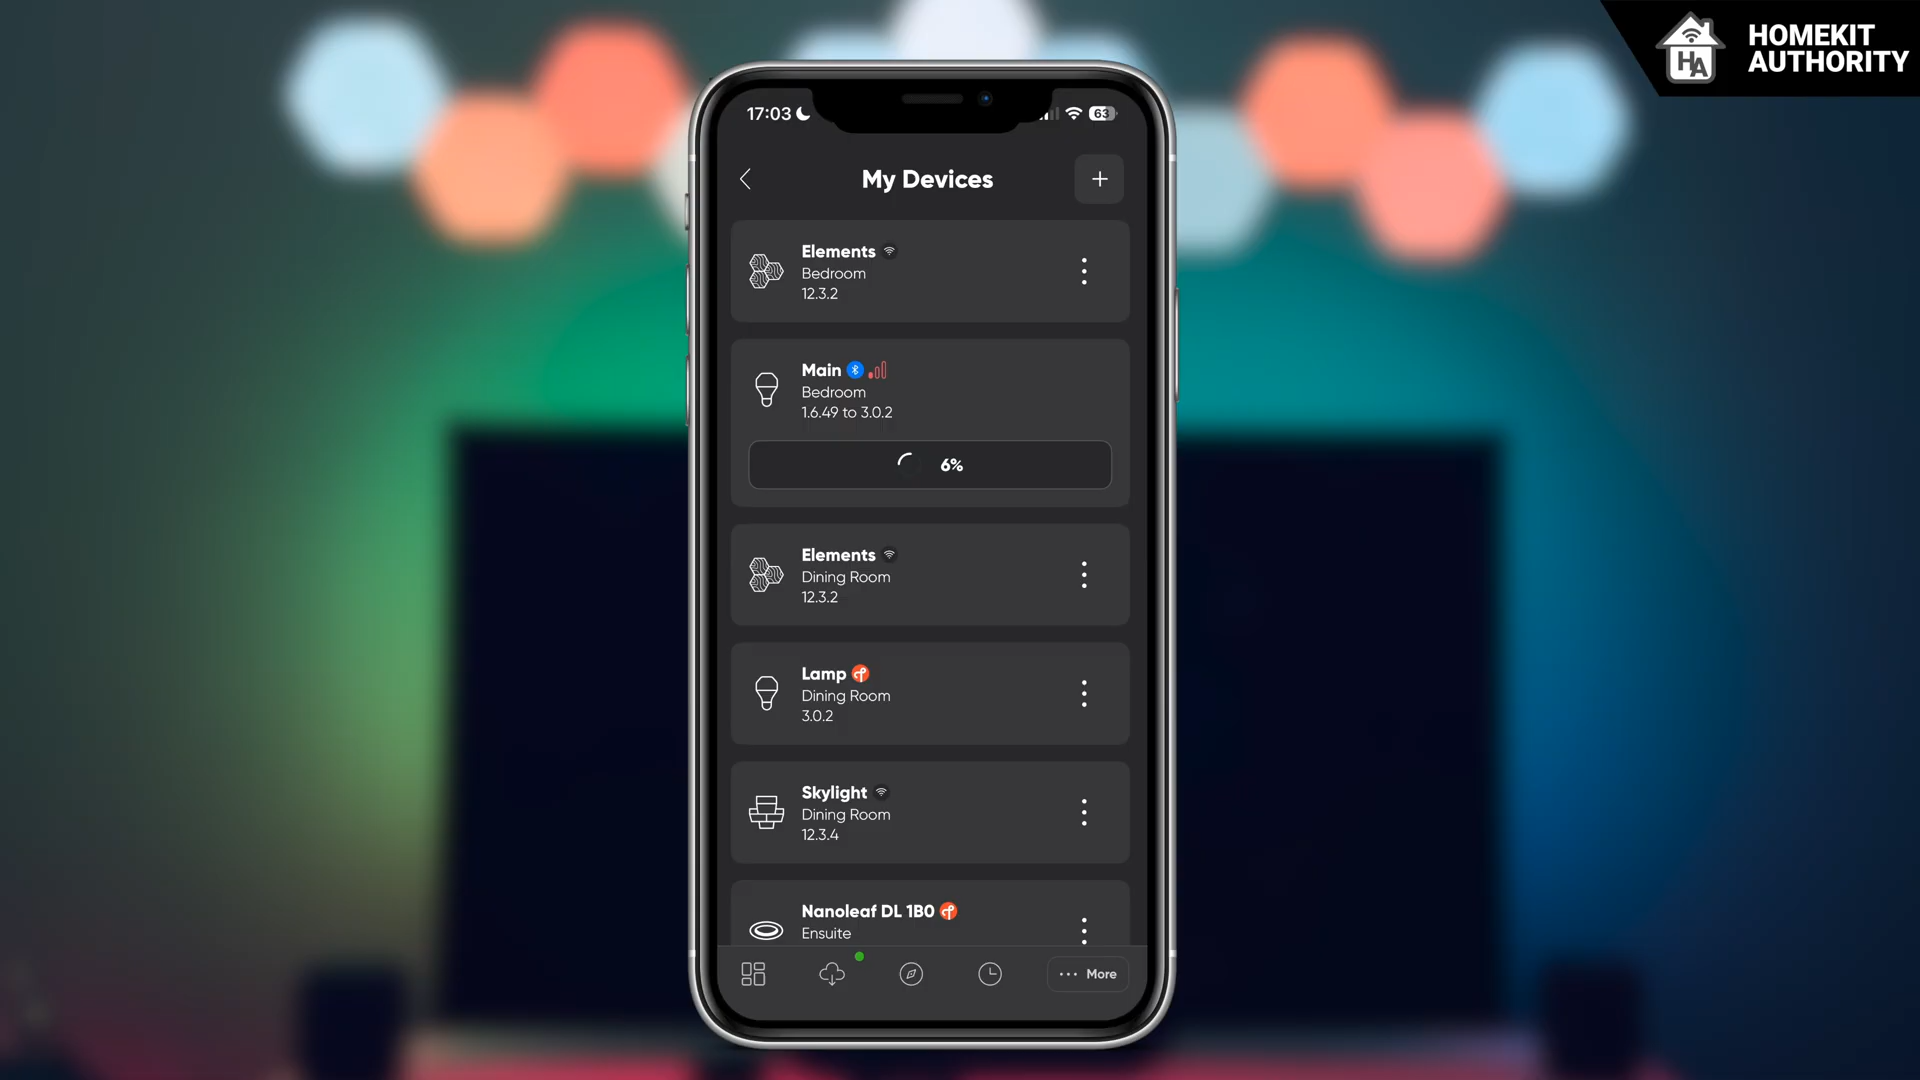 HOMEKIT
AUTHORITY
HA
17:03
63
My Devices
Elements
Bedroom
12.3.2
Main
Bedroom
1.6.49 to 3.0.2
6%
Elements
Dining Room
12.3.2
Lamp
Dining Room
3.0.2
Skylight
Dining Room
12.3.4
Nanoleaf DL 1B0
Ensuite
More